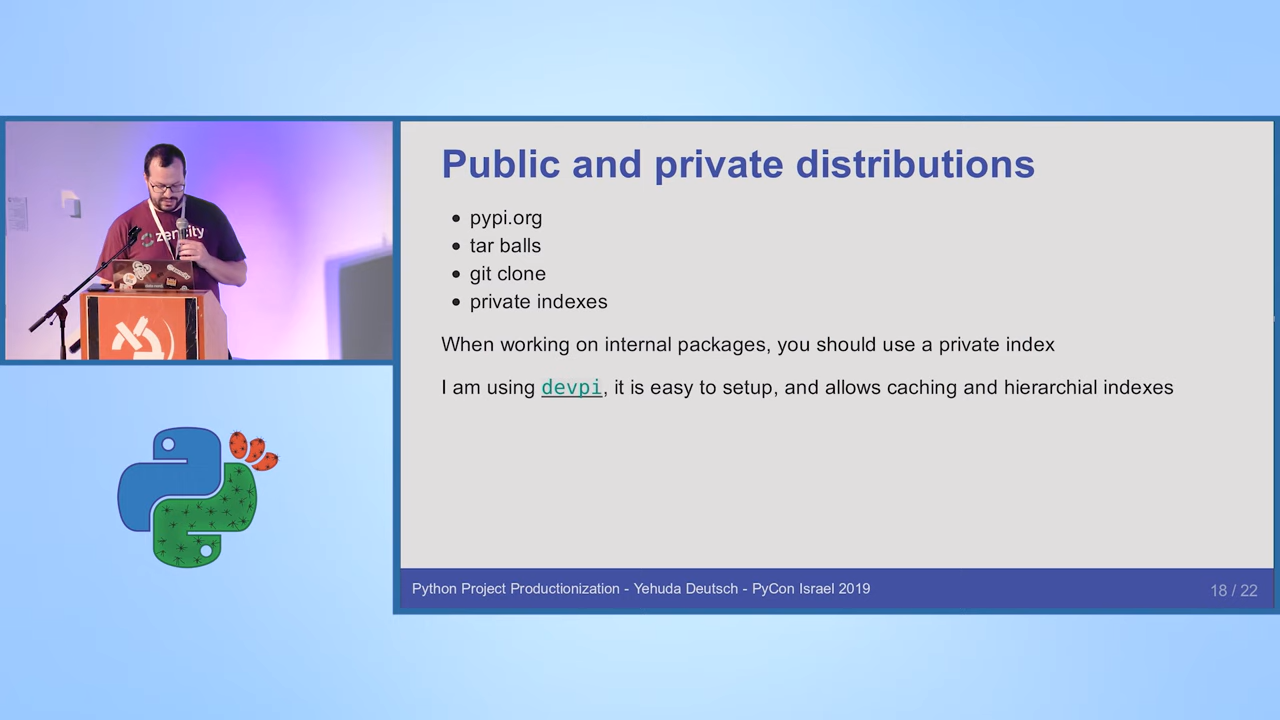 zencity
Public and private distributions
pypi.org
tar balls
git clone
private indexes
When working on internal packages, you should use a private index
I am using devpi, it is easy to setup, and allows caching and hierarchial indexes
Python Project Productionization - Yehuda Deutsch - PyCon Israel 2019
18 / 22